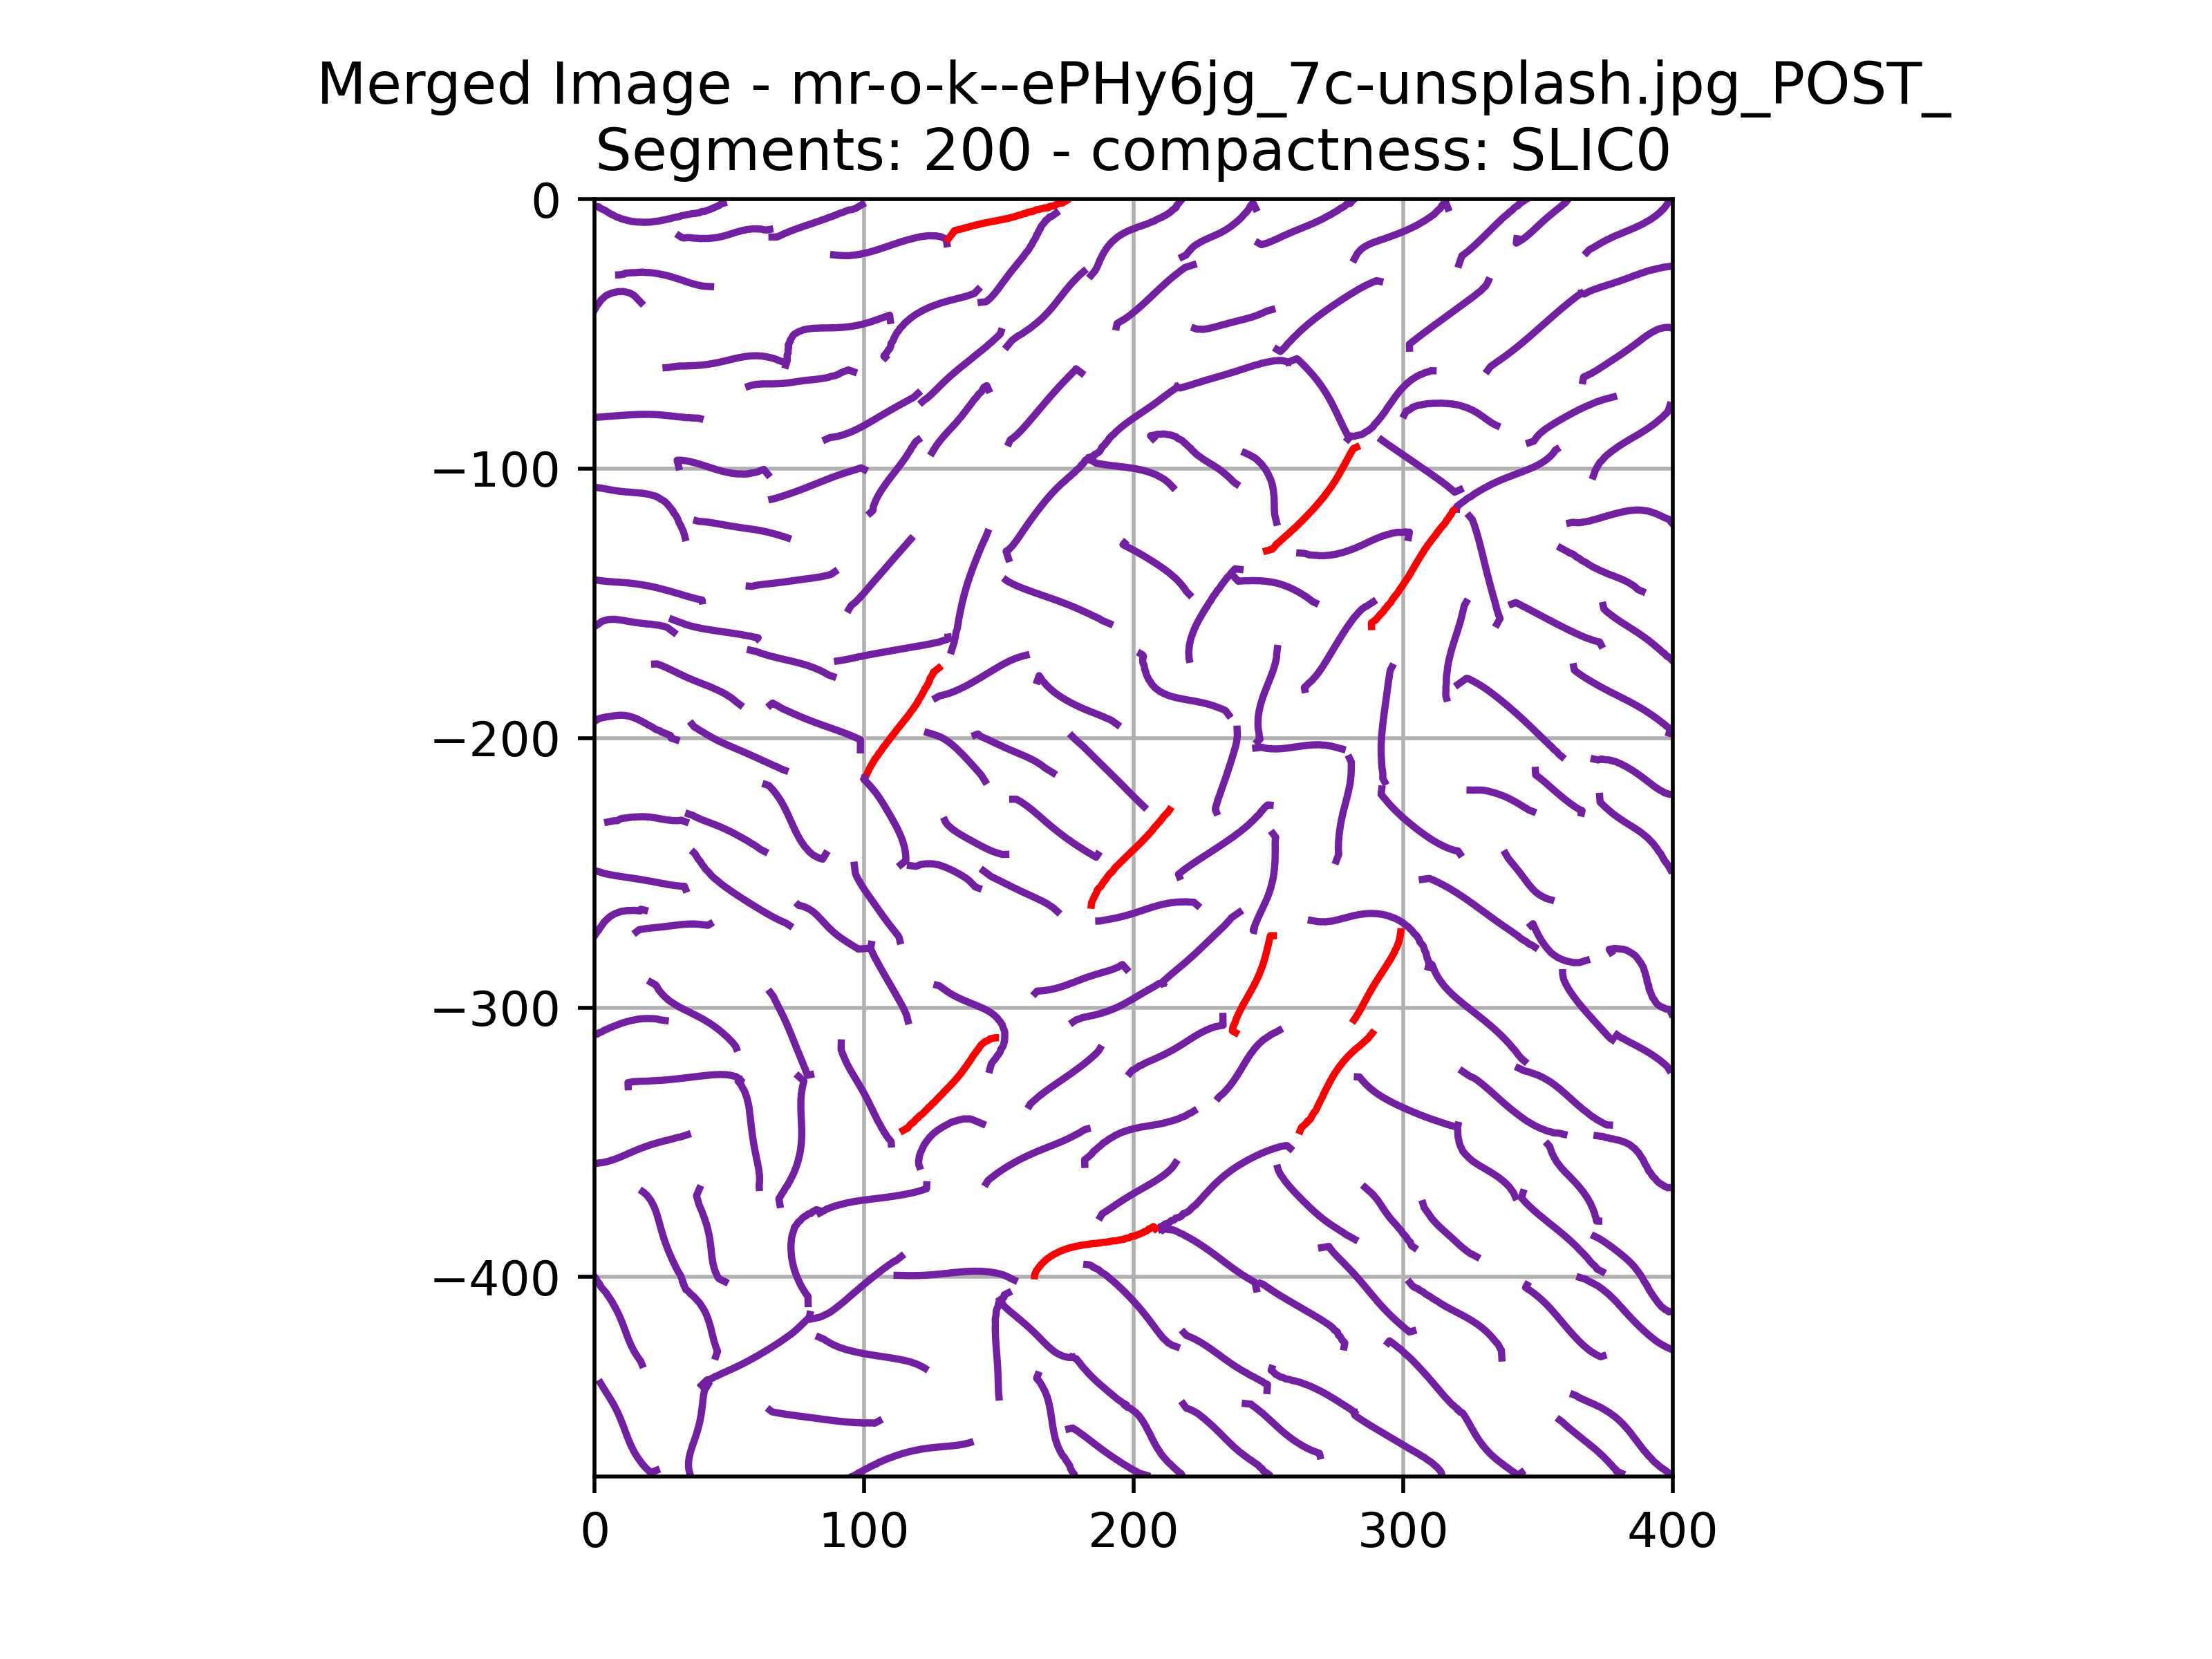 Merged Image - mr-o-k--ePHy6jg_7c-unsplash.jpg_POST_
Segments: 200 - compactness: SLIC0
0
−100
−200
−300
−400
0 100 200 300 400